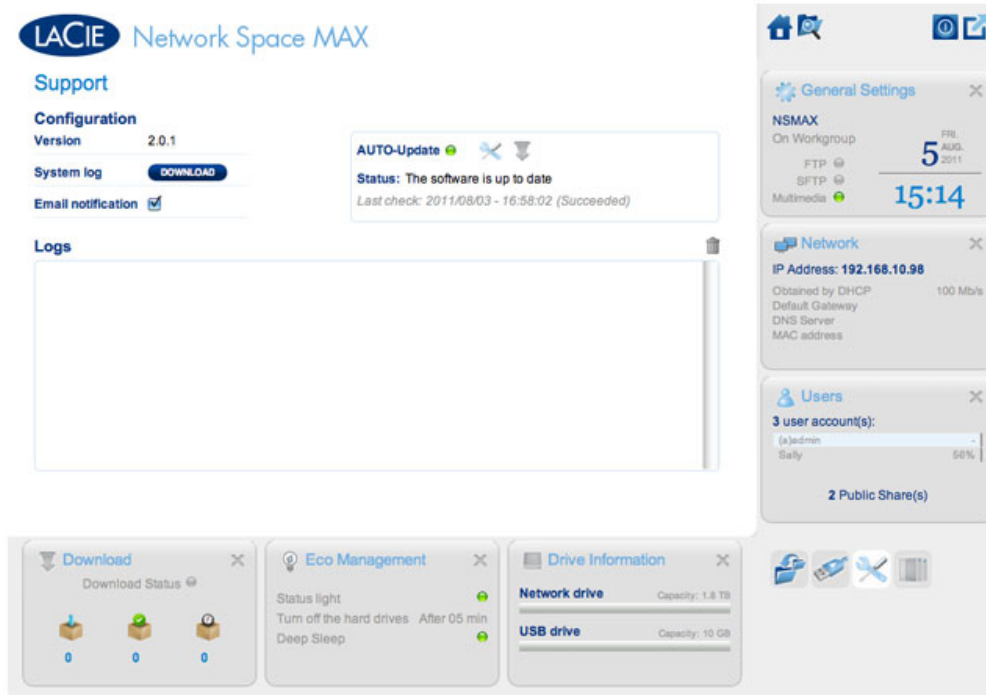 LACIE Network Space MAX
Support
Configuration
Version 2.0.1
System log DOWNLOAD
Email notification
AUTO-Update
Status: The software is up to date
Last check: 2011/08/03 - 16:58:02 (Succeeded)
Logs
General Settings
NSMAX
On Workgroup
FTP
SFTP
Multimedia
FRI.
5 AUG.
2011
15:14
Network
IP Address: 192.168.10.98
Obtained by DHCP 100 Mb/s
Default Gateway
DNS Server
MAC address
Users
3 user account(s):
(a)admin -
Sally 50%
2 Public Share(s)
Download
Download Status
0 0 0
Eco Management
Status light
Turn off the hard drives After 05 min
Deep Sleep
Drive Information
Network drive Capacity: 1.8 TB
USB drive Capacity: 10 GB